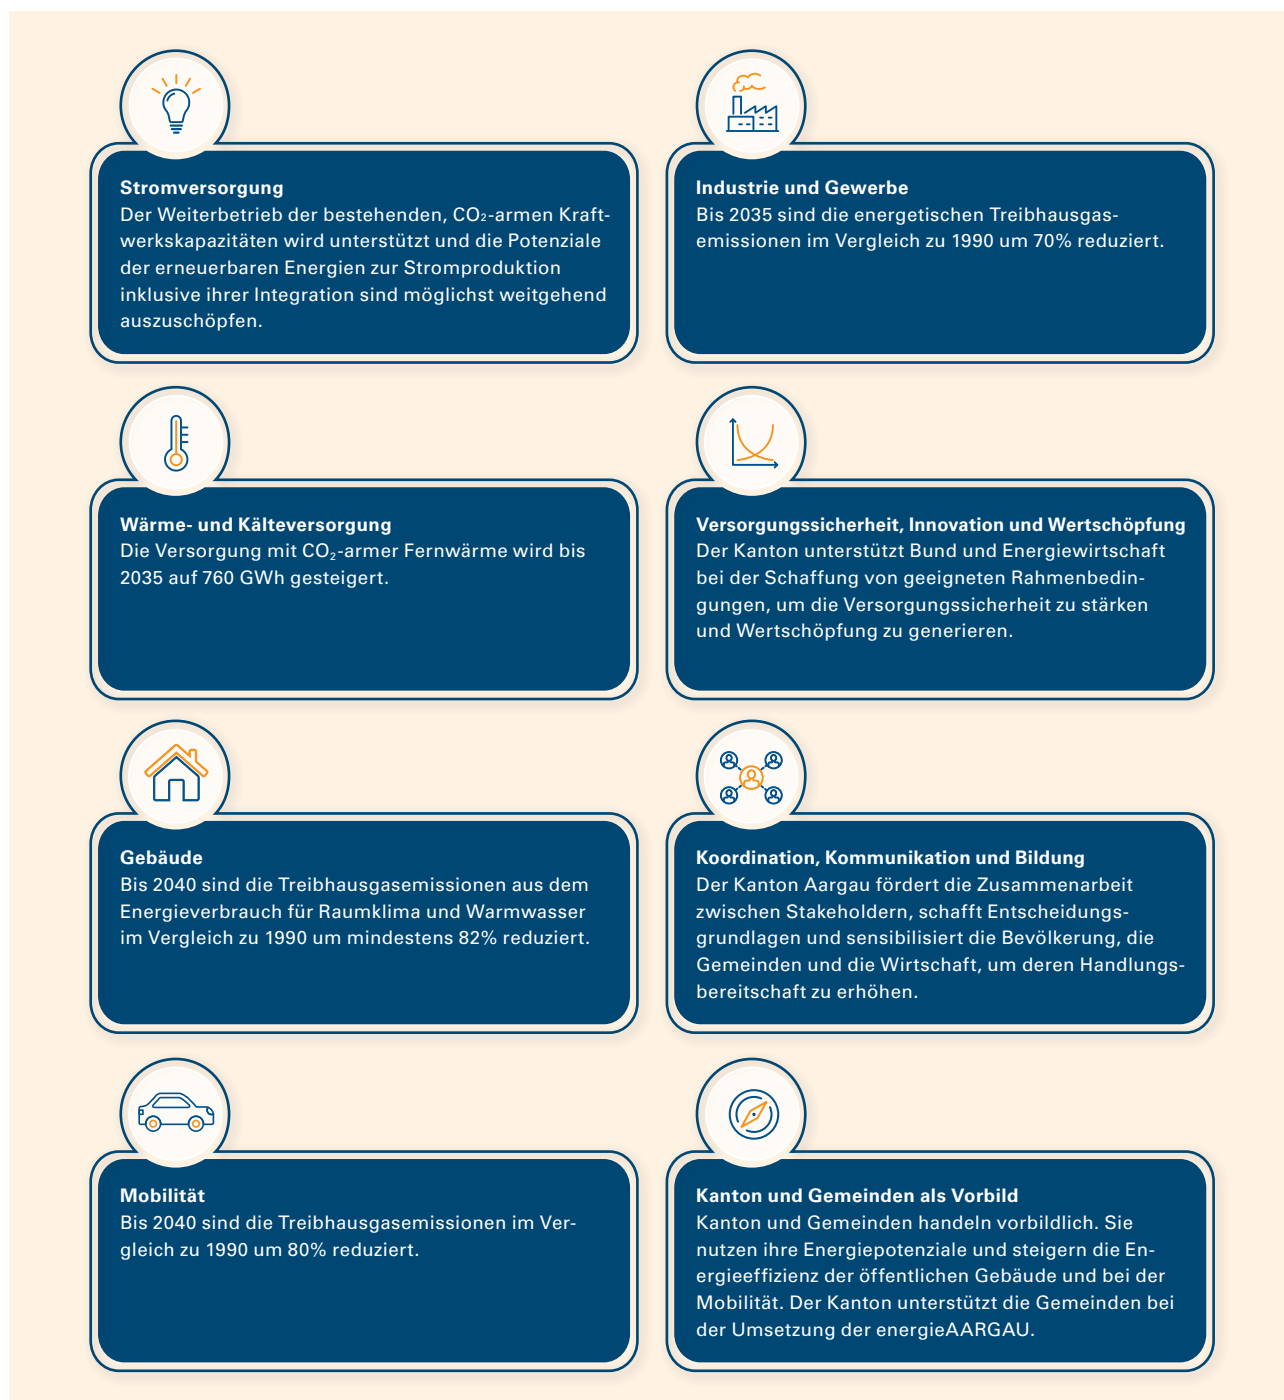 Stromversorgung
Der Weiterbetrieb der bestehenden, CO₂-armen Kraft-
werkskapazitäten wird unterstützt und die Potenziale
der erneuerbaren Energien zur Stromproduktion
inklusive ihrer Integration sind möglichst weitgehend
auszuschöpfen.
Industrie und Gewerbe
Bis 2035 sind die energetischen Treibhausgas-
emissionen im Vergleich zu 1990 um 70% reduziert.
Wärme- und Kälteversorgung
Die Versorgung mit CO₂-armer Fernwärme wird bis
2035 auf 760 GWh gesteigert.
Versorgungssicherheit, Innovation und Wertschöpfung
Der Kanton unterstützt Bund und Energiewirtschaft
bei der Schaffung von geeigneten Rahmenbedin-
gungen, um die Versorgungssicherheit zu stärken
und Wertschöpfung zu generieren.
Gebäude
Bis 2040 sind die Treibhausgasemissionen aus dem
Energieverbrauch für Raumklima und Warmwasser
im Vergleich zu 1990 um mindestens 82% reduziert.
Koordination, Kommunikation und Bildung
Der Kanton Aargau fördert die Zusammenarbeit
zwischen Stakeholdern, schafft Entscheidungs-
grundlagen und sensibilisiert die Bevölkerung, die
Gemeinden und die Wirtschaft, um deren Handlungs-
bereitschaft zu erhöhen.
Mobilität
Bis 2040 sind die Treibhausgasemissionen im Ver-
gleich zu 1990 um 80% reduziert.
Kanton und Gemeinden als Vorbild
Kanton und Gemeinden handeln vorbildlich. Sie
nutzen ihre Energiepotenziale und steigern die En-
ergieeffizienz der öffentlichen Gebäude und bei der
Mobilität. Der Kanton unterstützt die Gemeinden bei
der Umsetzung der energieAARGAU.